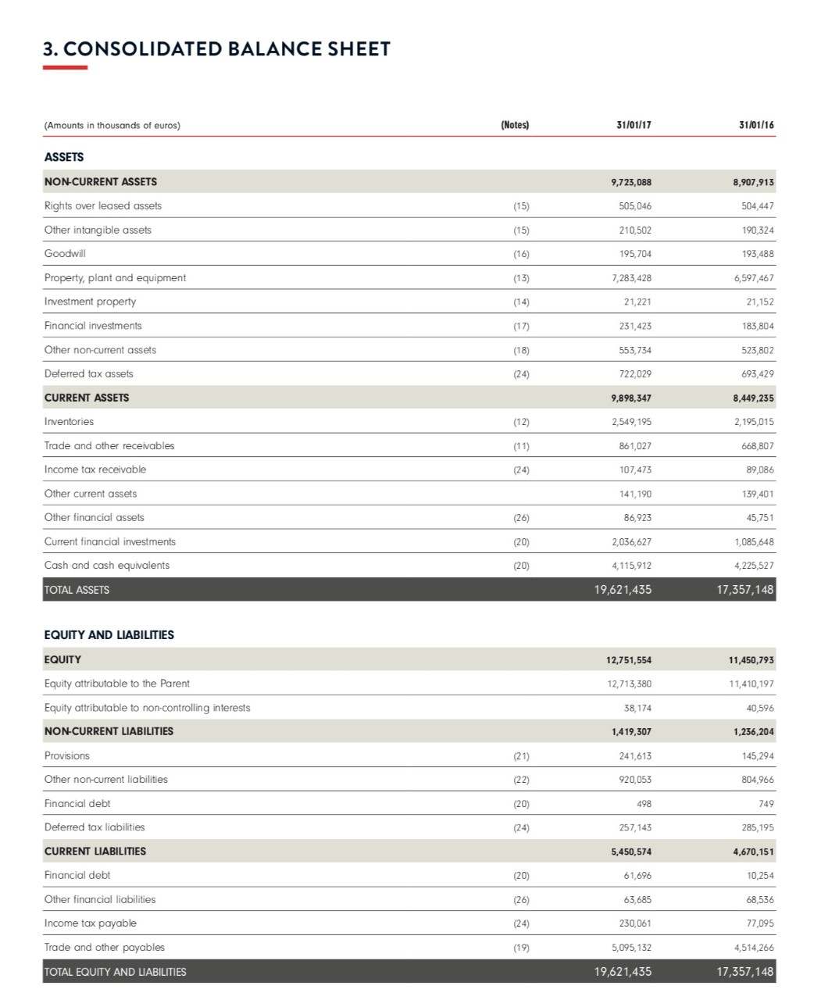 3. CONSOLIDATED BALANCE SHEET
(Amounts in thousands of euros) (Notes) 31/01/17 31/01/16
ASSETS
NON-CURRENT ASSETS 9,723,088 8,907,913
Rights over leased assets (15) 505,046 504,447
Other intangible assets (15) 210,502 190,324
Goodwill (16) 195,704 193,488
Property, plant and equipment (13) 7,283,428 6,597,467
Investment property (14) 21,221 21,152
Financial investments (17) 231,423 183,804
Other non-current assets (18) 553,734 523,802
Deferred tax assets (24) 722,029 693,429
CURRENT ASSETS 9,898,347 8,449,235
Inventories (12) 2,549,195 2,195,015
Trade and other receivables (11) 861,027 668,807
Income tax receivable (24) 107,473 89,086
Other current assets 141,190 139,401
Other financial assets (26) 86,923 45,751
Current financial investments (20) 2,036,627 1,085,648
Cash and cash equivalents (20) 4,115,912 4,225,527
TOTAL ASSETS 19,621,435 17,357,148
EQUITY AND LIABILITIES
EQUITY 12,751,554 11,450,793
Equity attributable to the Parent 12,713,380 11,410,197
Equity attributable to non-controlling interests 38,174 40,596
NON-CURRENT LIABILITIES 1,419,307 1,236,204
Provisions (21) 241,613 145,294
Other non-current liabilities (22) 920,053 804,966
Financial debt (20) 498 749
Deferred tax liabilities (24) 257,143 285,195
CURRENT LIABILITIES 5,450,574 4,670,151
Financial debt (20) 61,696 10,254
Other financial liabilities (26) 63,685 68,536
Income tax payable (24) 230,061 77,095
Trade and other payables (19) 5,095,132 4,514,266
TOTAL EQUITY AND LIABILITIES 19,621,435 17,357,148